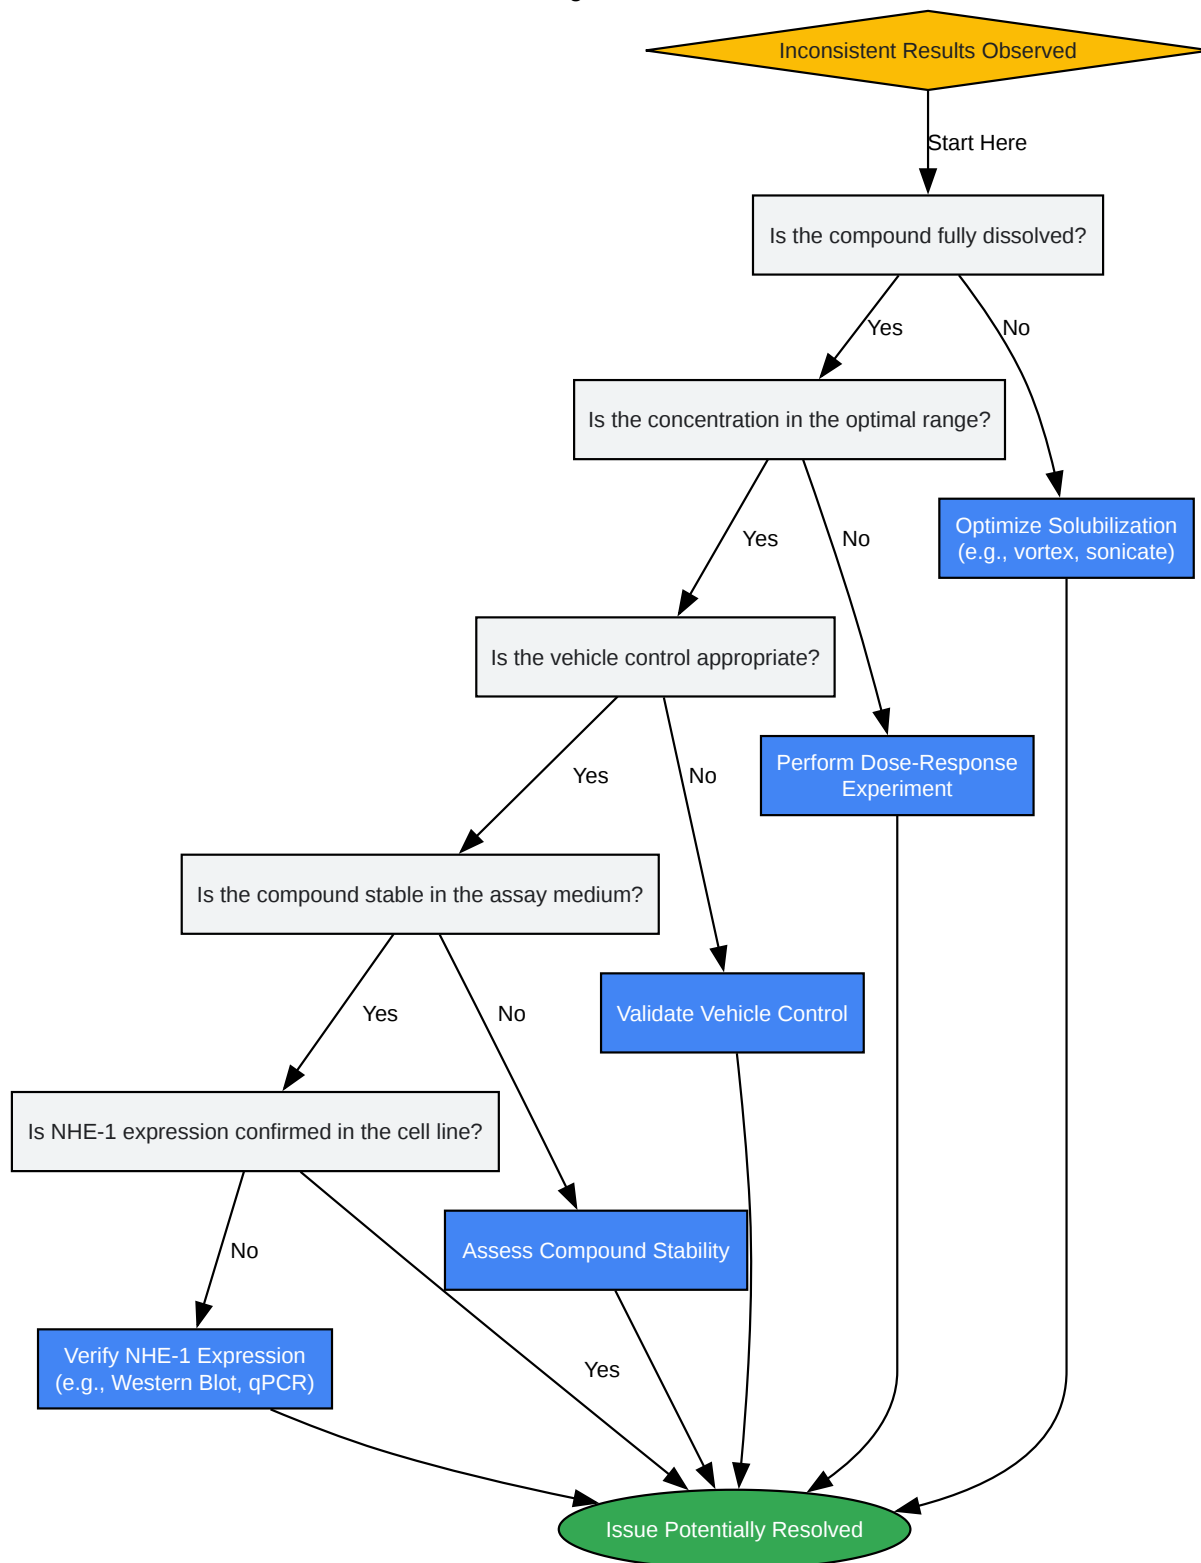 Inconsistent Results Observed
Start Here
Is the compound fully dissolved?
Yes
No
Is the concentration in the optimal range?
Optimize Solubilization
(e.g., vortex, sonicate)
Yes
No
Is the vehicle control appropriate?
Perform Dose-Response
Experiment
Yes
No
Is the compound stable in the assay medium?
Validate Vehicle Control
Yes
No
Is NHE-1 expression confirmed in the cell line?
Assess Compound Stability
No
Verify NHE-1 Expression
(e.g., Western Blot, qPCR)
Yes
Issue Potentially Resolved